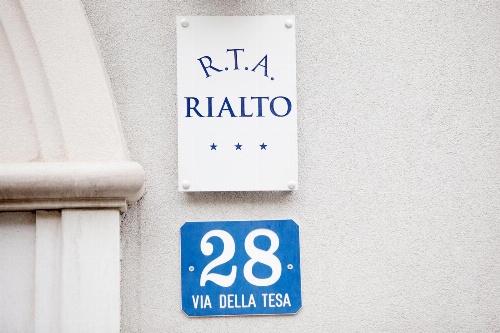 R.T.A.
RIALTO
★ ★ ★
28
VIA DELLA TESA